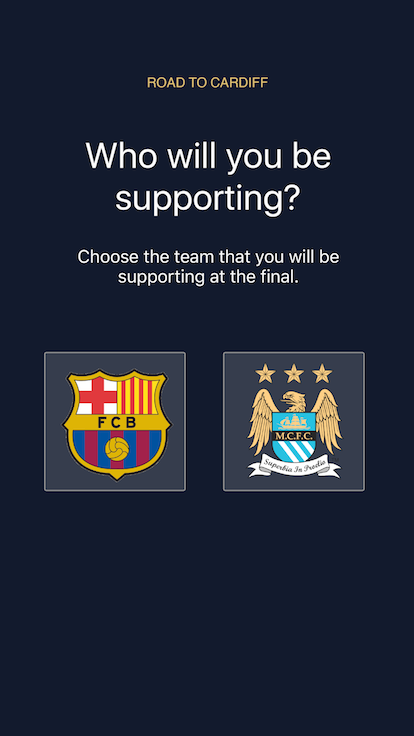 ROAD TO CARDIFF
Who will you be
supporting?
Choose the team that you will be
supporting at the final.
FCB
M.C.F.C.
Superbia In Proelio